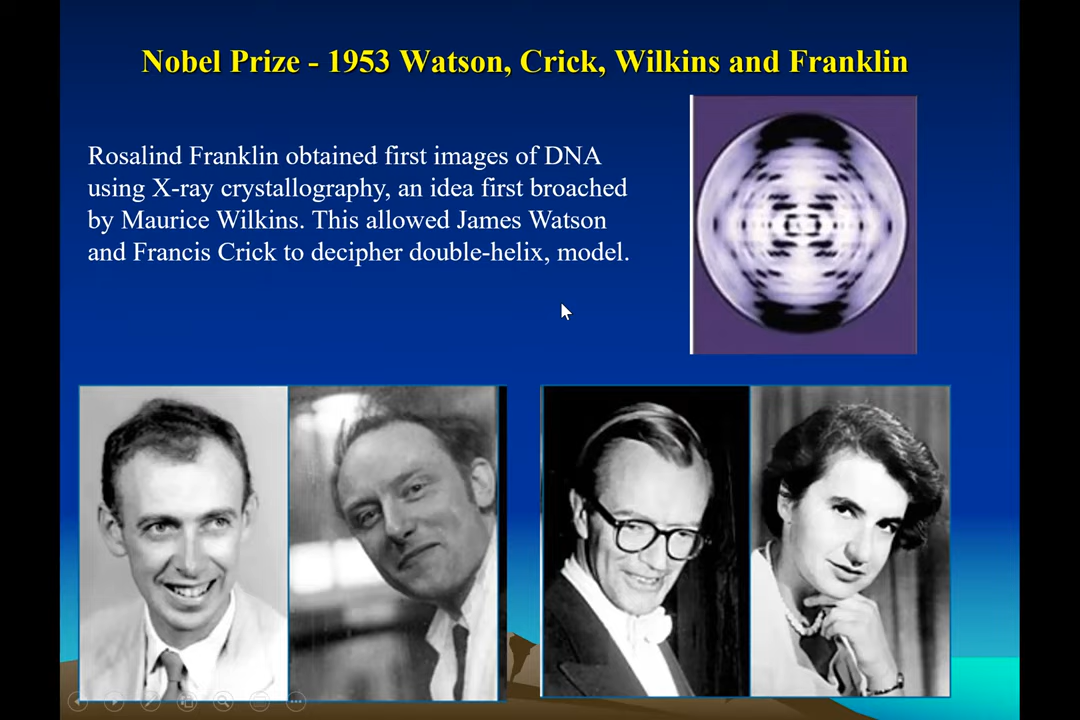 Nobel Prize - 1953 Watson, Crick, Wilkins and Franklin
Rosalind Franklin obtained first images of DNA
using X-ray crystallography, an idea first broached
by Maurice Wilkins. This allowed James Watson
and Francis Crick to decipher double-helix, model.